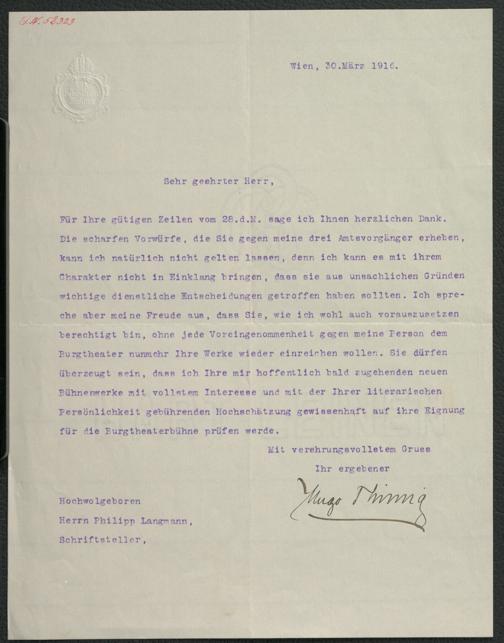 J.N. 52323
Wien, 30.März 1916.
Sehr geehrter Herr,
Für Ihre gütigen Zeilen vom 28.d.M. sage ich Ihnen herzlichen Dank.
Die scharfen Vorwürfe, die Sie gegen meine drei Amtsvorgänger erheben,
kann ich natürlich nicht gelten lassen, denn ich kann es mit ihrem
Charakter nicht in Einklang bringen, dass sie aus unsachlichen Gründen
wichtige dienstliche Entscheidungen getroffen haben sollten. Ich spre-
che aber meine Freude aus, dass Sie, wie ich wohl auch vorauszusetzen
berechtigt bin, ohne jede Voreingenommenheit gegen meine Person dem
Burgtheater nunmehr Ihre Werke wieder einreichen wollen. Sie dürfen
überzeugt sein, dass ich Ihre mir hoffentlich bald zugehenden neuen
Bühnenwerke mit vollstem Interesse und mit der Ihrer literarischen
Persönlichkeit gebührenden Hochschätzung gewissenhaft auf ihre Eignung
für die Burgtheaterbühne prüfen werde.
Mit verehrungsvollstem Gruss
Ihr ergebener
Hugo Thimig
Hochwolgeboren
Herrn Philipp Langmann,
Schriftsteller,